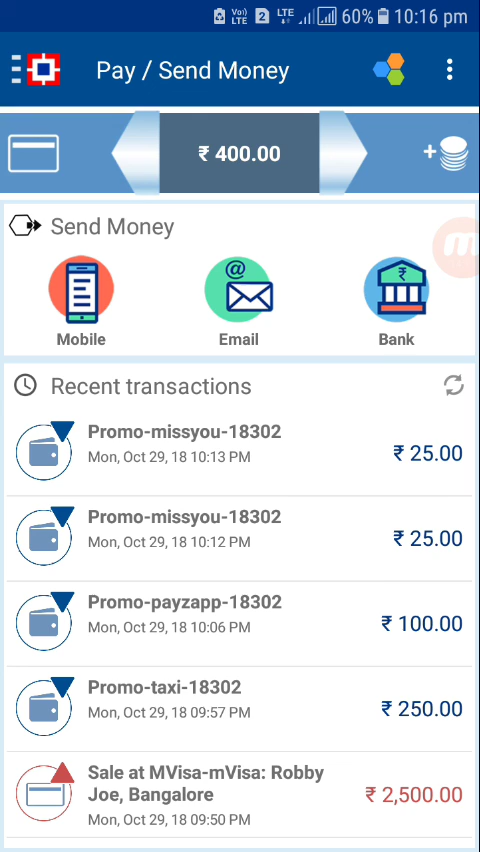 Vo)) LTE 2 LTE 60% 10:16 pm
Pay / Send Money
₹ 400.00
+
Send Money
@
₹
Mobile Email Bank
Recent transactions
Promo-missyou-18302
Mon, Oct 29, 18 10:13 PM
₹ 25.00
Promo-missyou-18302
Mon, Oct 29, 18 10:12 PM
₹ 25.00
Promo-payzapp-18302
Mon, Oct 29, 18 10:06 PM
₹ 100.00
Promo-taxi-18302
Mon, Oct 29, 18 09:57 PM
₹ 250.00
Sale at MVisa-mVisa: Robby
Joe, Bangalore
₹ 2,500.00
Mon, Oct 29, 18 09:50 PM